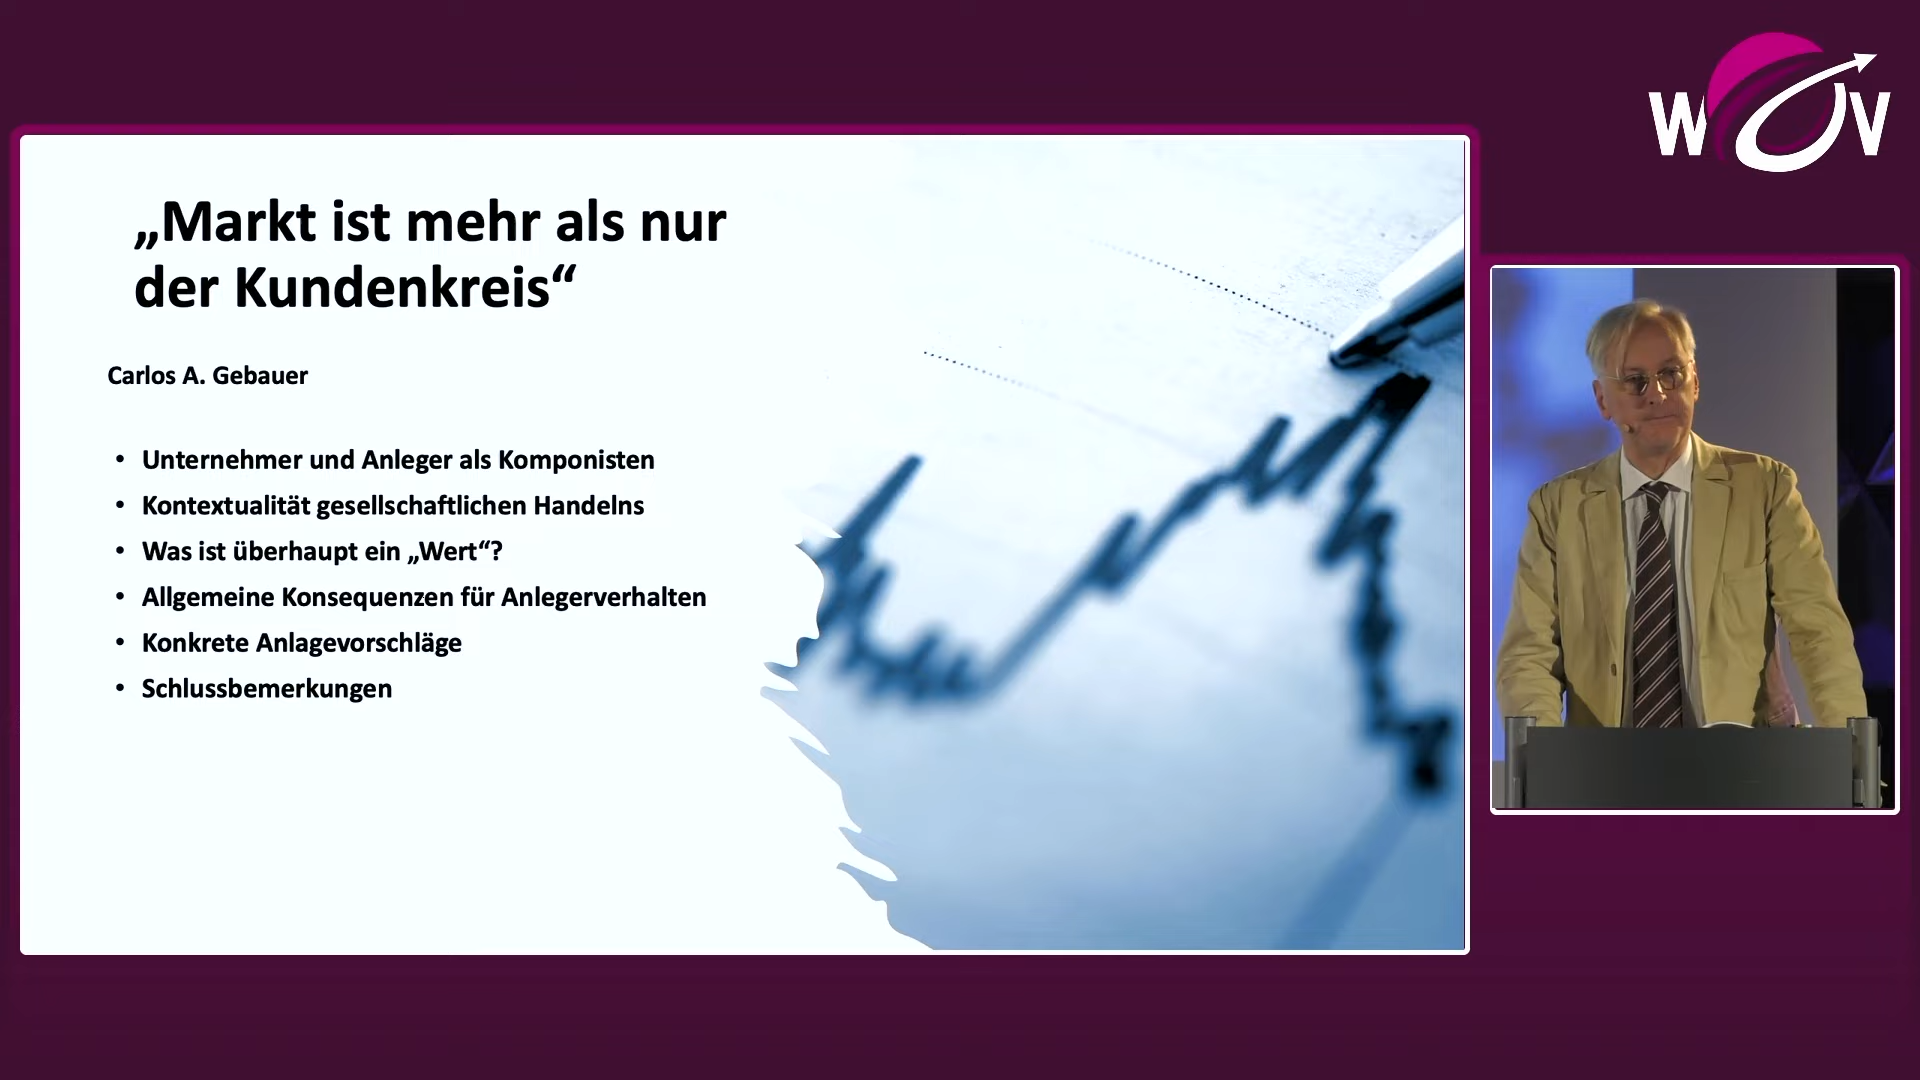 „Markt ist mehr als nur
der Kundenkreis“
Carlos A. Gebauer
• Unternehmer und Anleger als Komponisten
• Kontextualität gesellschaftlichen Handelns
• Was ist überhaupt ein „Wert“?
• Allgemeine Konsequenzen für Anlegerverhalten
• Konkrete Anlagevorschläge
• Schlussbemerkungen
WOV